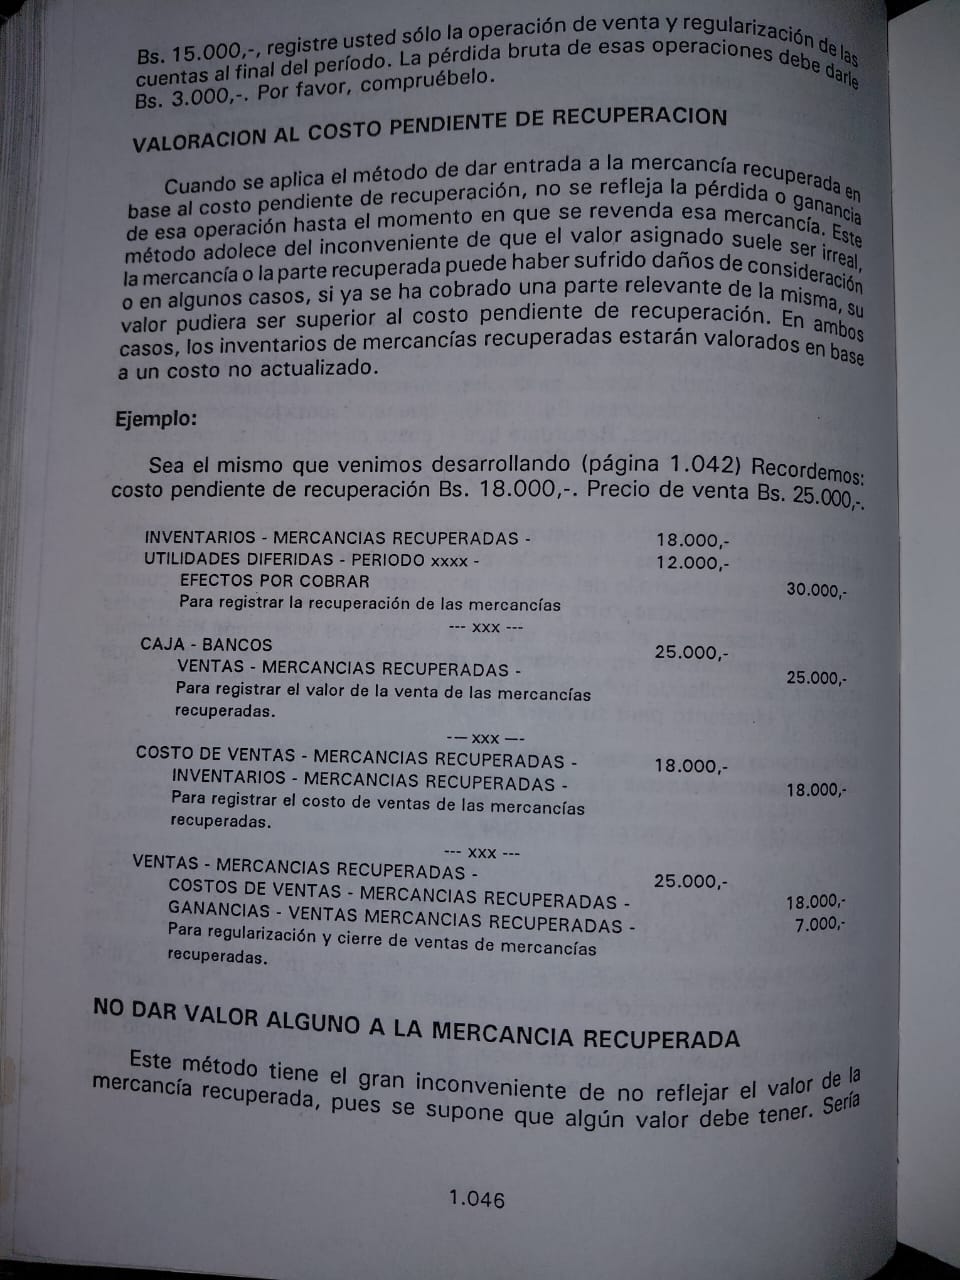 Bs. 15.000,-, registre usted sólo la operación de venta y regularización de las
cuentas al final del período. La pérdida bruta de esas operaciones debe darle
Bs. 3.000,-. Por favor, compruébelo.
VALORACION AL COSTO PENDIENTE DE RECUPERACION
Cuando se aplica el método de dar entrada a la mercancía recuperada en
base al costo pendiente de recuperación, no se refleja la pérdida o ganancia
de esa operación hasta el momento en que se revenda esa mercancía. Este
método adolece del inconveniente de que el valor asignado suele ser irreal,
la mercancía o la parte recuperada puede haber sufrido daños de consideración
o en algunos casos, si ya se ha cobrado una parte relevante de la misma, su
valor pudiera ser superior al costo pendiente de recuperación. En ambos
casos, los inventarios de mercancías recuperadas estarán valorados en base
a un costo no actualizado.
Ejemplo:
Sea el mismo que venimos desarrollando (página 1.042) Recordemos:
costo pendiente de recuperación Bs. 18.000,-. Precio de venta Bs. 25.000,-.
INVENTARIOS - MERCANCIAS RECUPERADAS - 18.000,-
UTILIDADES DIFERIDAS - PERIODO xxxx - 12.000,-
EFECTOS POR COBRAR 30.000,-
Para registrar la recuperación de las mercancías
--- xxx ---
CAJA - BANCOS 25.000,-
VENTAS - MERCANCIAS RECUPERADAS - 25.000,-
Para registrar el valor de la venta de las mercancías
recuperadas.
--- xxx ---
COSTO DE VENTAS - MERCANCIAS RECUPERADAS - 18.000,-
INVENTARIOS - MERCANCIAS RECUPERADAS - 18.000,-
Para registrar el costo de ventas de las mercancías
recuperadas.
--- xxx ---
VENTAS - MERCANCIAS RECUPERADAS - 25.000,-
COSTOS DE VENTAS - MERCANCIAS RECUPERADAS - 18.000,-
GANANCIAS - VENTAS MERCANCIAS RECUPERADAS - 7.000,-
Para regularización y cierre de ventas de mercancías
recuperadas.
NO DAR VALOR ALGUNO A LA MERCANCIA RECUPERADA
Este método tiene el gran inconveniente de no reflejar el valor de la
mercancía recuperada, pues se supone que algún valor debe tener. Sería
1.046